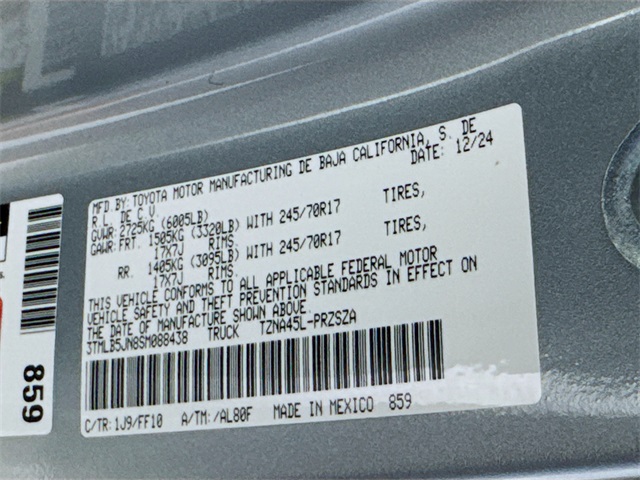 MFD.BY:TOYOTA MOTOR MANUFACTURING DE BAJA CALIFORNIA, S. DE
R.L. DE C.V. DATE: 12/24
GVWR: 2725KG (6005LB)
GAWR: FRT. 1505KG (3320LB) WITH 245/70R17 TIRES,
17X7J RIMS.
RR. 1405KG (3095LB) WITH 245/70R17 TIRES,
17X7J RIMS.
THIS VEHICLE CONFORMS TO ALL APPLICABLE FEDERAL MOTOR
VEHICLE SAFETY AND THEFT PREVENTION STANDARDS IN EFFECT ON
THE DATE OF MANUFACTURE SHOWN ABOVE.
3TMLB5JN8SM088438 TRUCK TZNA45L-PRZSZA
C/TR: 1J9/FF10 A/TM: /AL80F MADE IN MEXICO 859
859